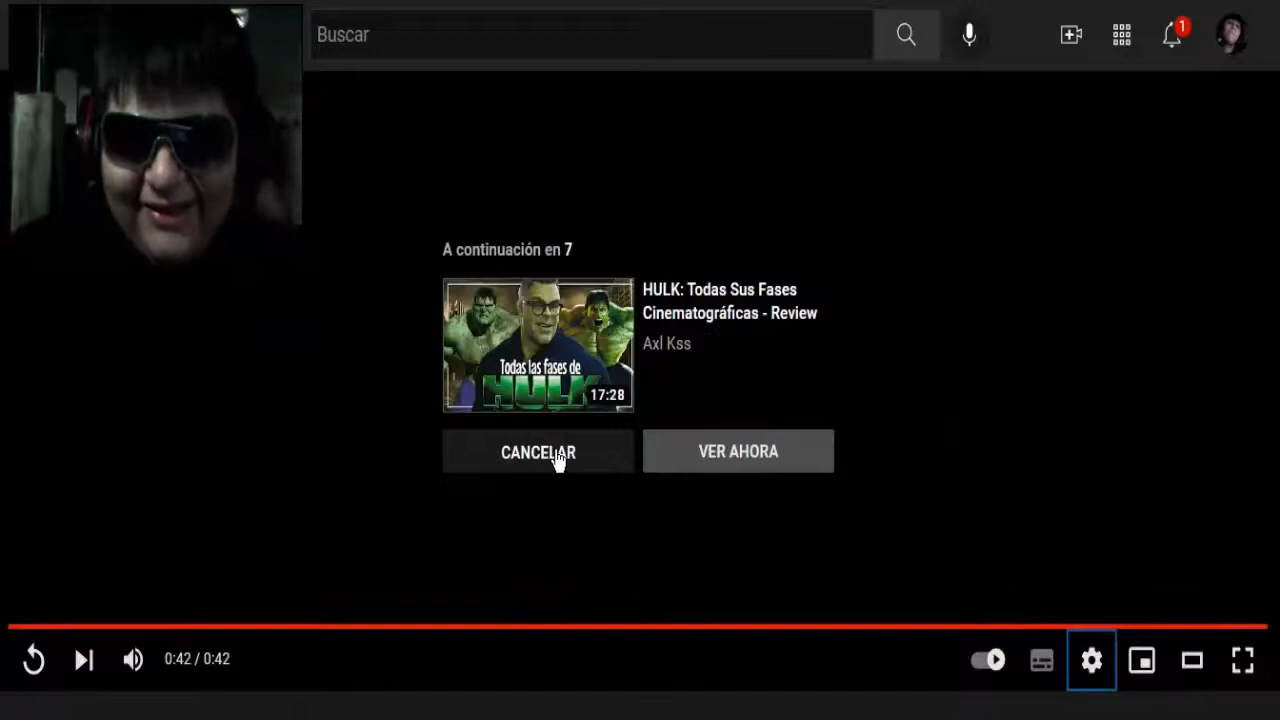 Buscar
1
A continuación en 7
HULK: Todas Sus Fases
Cinematográficas - Review
Axl Kss
Todas las fases de
HULK
17:28
CANCELAR
VER AHORA
0:42 / 0:42